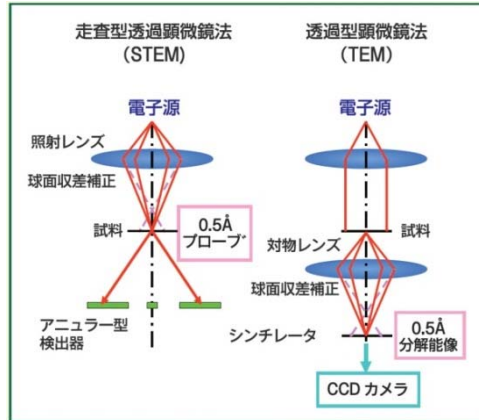 走査型透過顕微鏡法
(STEM)
電子源
照射レンズ
球面収差補正
試料
0.5Å
プローブ
アニュラー型
検出器
透過型顕微鏡法
(TEM)
電子源
試料
対物レンズ
球面収差補正
シンチレータ
0.5Å
分解能像
CCD カメラ